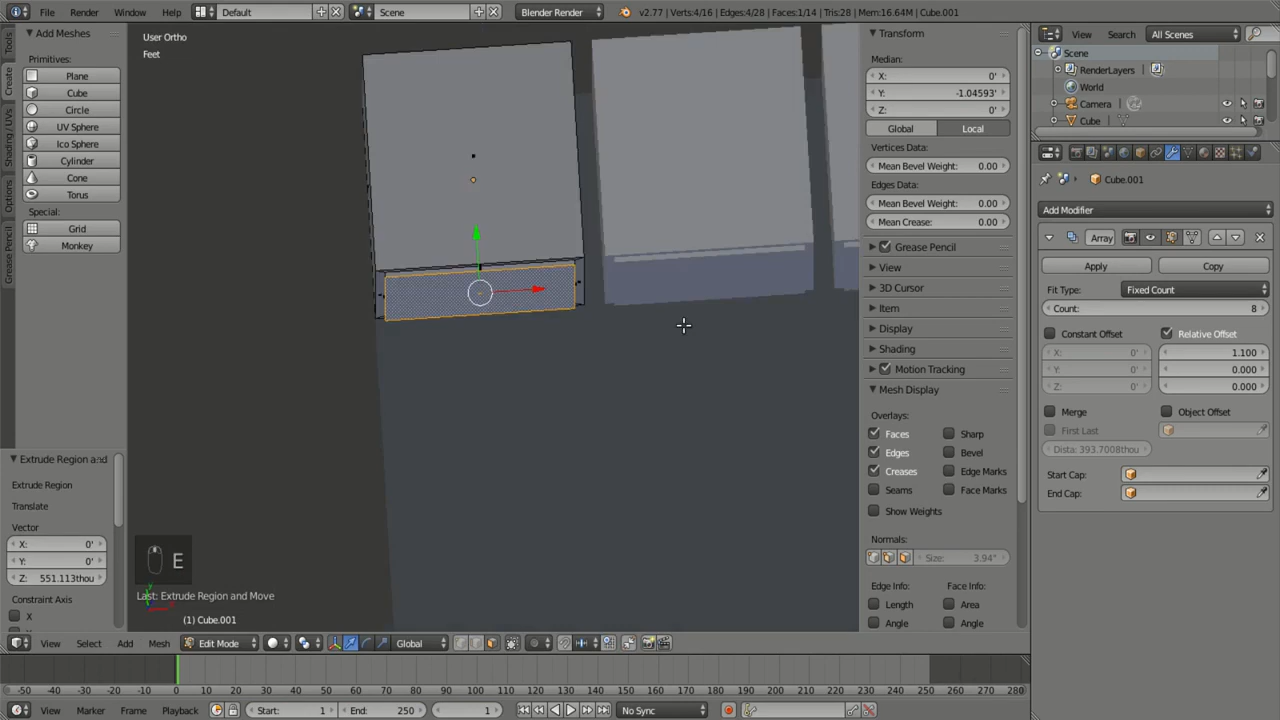 File Render Window Help Default Scene Blender Render v2.77 | Verts:4/16 | Edges:4/28 | Faces:1/14 | Tris:28 | Mem:16.64M | Cube.001
Tools
Create
Shading / UVs
Options
Grease Pencil
Add Meshes
Primitives:
Plane
Cube
Circle
UV Sphere
Ico Sphere
Cylinder
Cone
Torus
Special:
Grid
Monkey
Extrude Region and
Extrude Region
Translate
Vector
X: 0'
Y: 0'
Z: 551.113thou
Constraint Axis
X
User Ortho
Feet
E
Last: Extrude Region and Move
(1) Cube.001
View Select Add Mesh Edit Mode Global
Transform
Median:
X: 0'
Y: -1.04593'
Z: 0'
Global Local
Vertices Data:
Mean Bevel Weight: 0.00
Edges Data:
Mean Bevel Weight: 0.00
Mean Crease: 0.00
Grease Pencil
View
3D Cursor
Item
Display
Shading
Motion Tracking
Mesh Display
Overlays:
Faces Sharp
Edges Bevel
Creases Edge Marks
Seams Face Marks
Show Weights
Normals:
Size: 3.94"
Edge Info: Face Info:
Length Area
Angle Angle
View Search All Scenes
Scene
RenderLayers
World
Camera
Cube
Cube.001
Add Modifier
Array
Apply Copy
Fit Type: Fixed Count
Count: 8
Constant Offset Relative Offset
X: 0' 1.100
Y: 0' 0.000
Z: 0' 0.000
Merge Object Offset
First Last
Dista: 393.7008thou
Start Cap:
End Cap:
-50 -40 -30 -20 -10 0 10 20 30 40 50 60 70 80 90 100 110 120 130 140 150 160 170 180 190 200 210 220 230 240 250 260 270 280
View Marker Frame Playback Start: 1 End: 250 1 No Sync